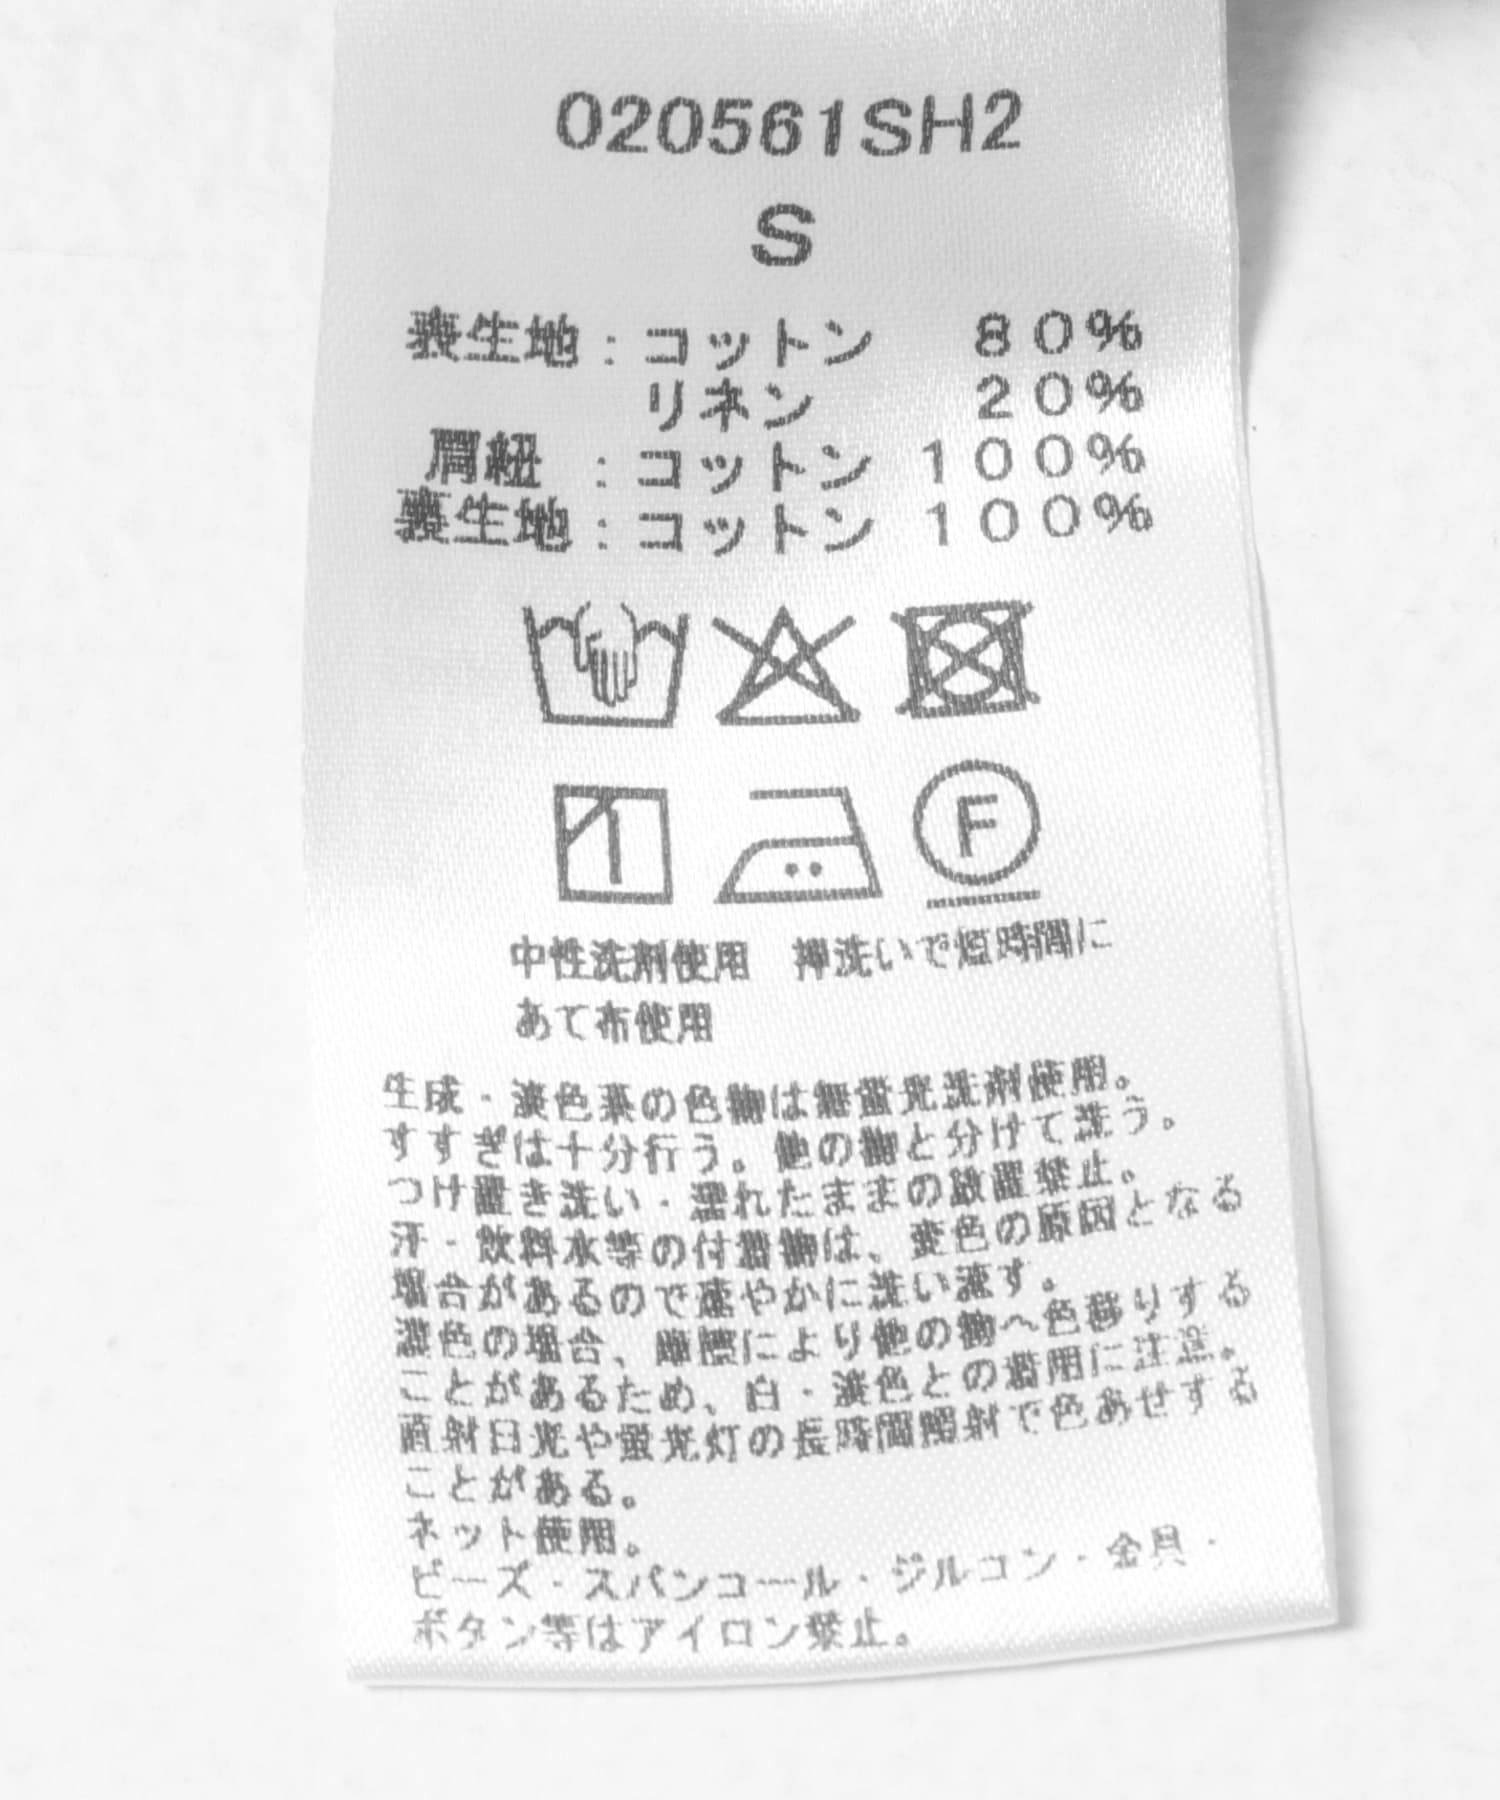 020561SH2
S
表生地:コットン 80%
リネン 20%
肩紐 :コットン 100%
裏生地:コットン 100%
F
中性洗剤使用 押洗いで短時間に
あて布使用
生成・淡色系の色物は無蛍光洗剤使用。
すすぎは十分行う。他の物と分けて洗う。
つけ置き洗い・濡れたままの放置禁止。
汗・飲料水等の付着物は、変色の原因となる
場合があるので速やかに洗い流す。
濃色の場合、摩擦により他の物へ色移りする
ことがあるため、白・淡色との着用に注意。
直射日光や蛍光灯の長時間照射で色あせする
ことがある。
ネット使用。
ビーズ・スパンコール・ジルコン・金具・
ボタン等はアイロン禁止。